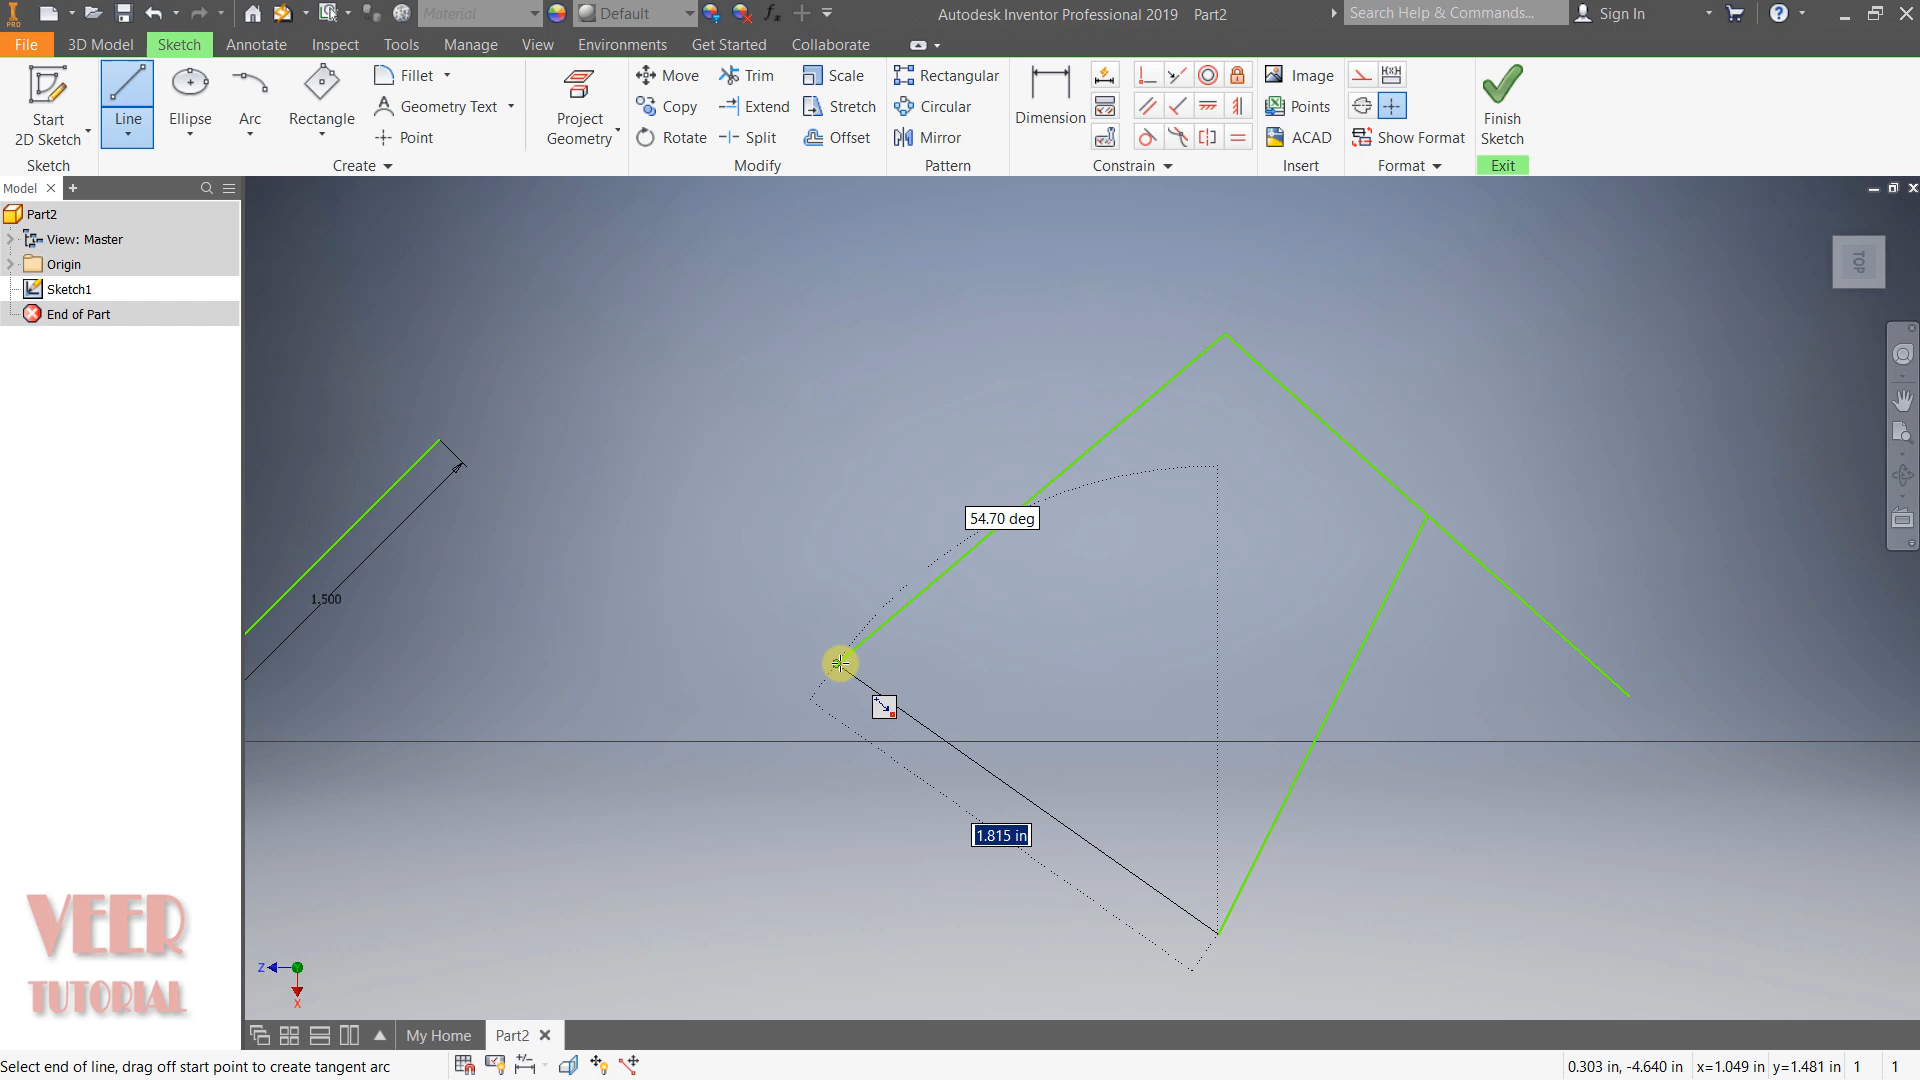 PRO
Material
Default
Autodesk Inventor Professional 2019 Part2
Search Help & Commands...
Sign In
File
3D Model
Sketch
Annotate
Inspect
Tools
Manage
View
Environments
Get Started
Collaborate
Start
2D Sketch
Line
Ellipse
Arc
Rectangle
Fillet
Geometry Text
Point
Project
Geometry
Move
Copy
Rotate
Trim
Extend
Split
Scale
Stretch
Offset
Rectangular
Circular
Mirror
Dimension
Image
Points
ACAD
Show Format
Finish
Sketch
Sketch
Create
Modify
Pattern
Constrain
Insert
Format
Exit
Model
Part2
View: Master
Origin
Sketch1
End of Part
TOP
54.70 deg
1.500
1.815 in
VEER
TUTORIAL
Z
X
My Home
Part2
Select end of line, drag off start point to create tangent arc
0.303 in, -4.640 in
x=1.049 in
y=1.481 in
1
1